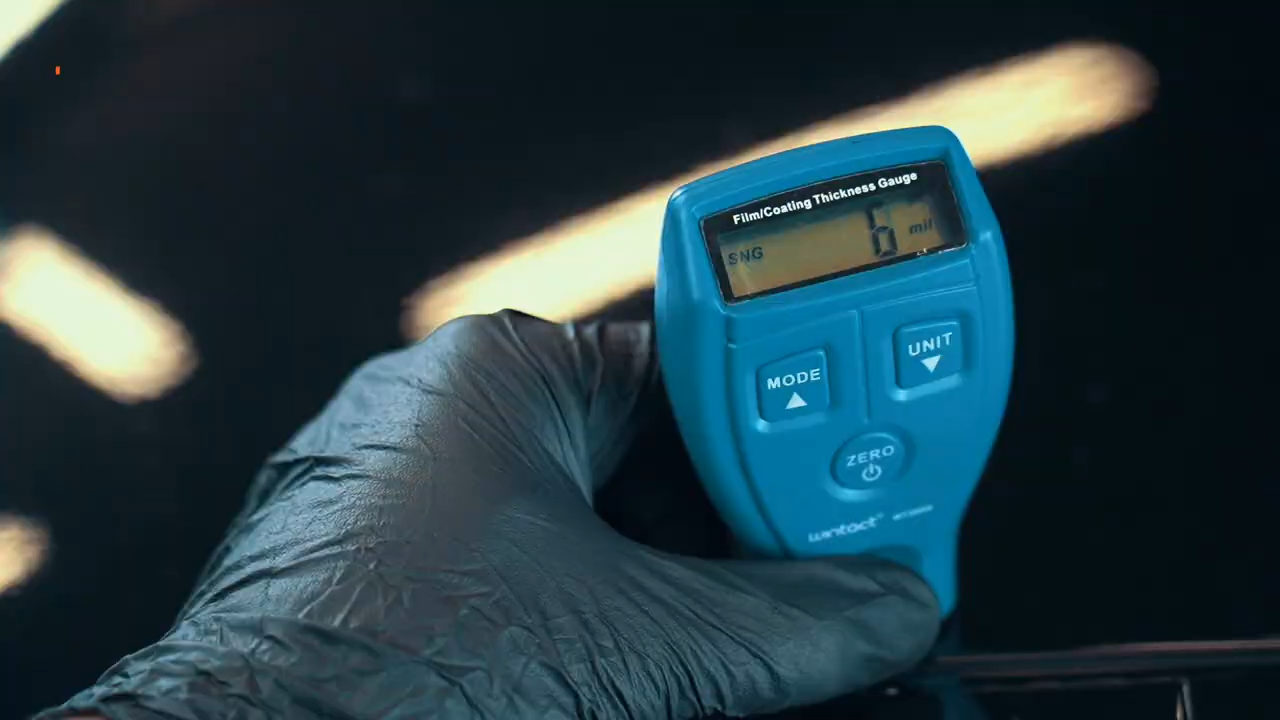 Film/Coating Thickness Gauge
SNG 6 mil
MODE
UNIT
ZERO
wintact